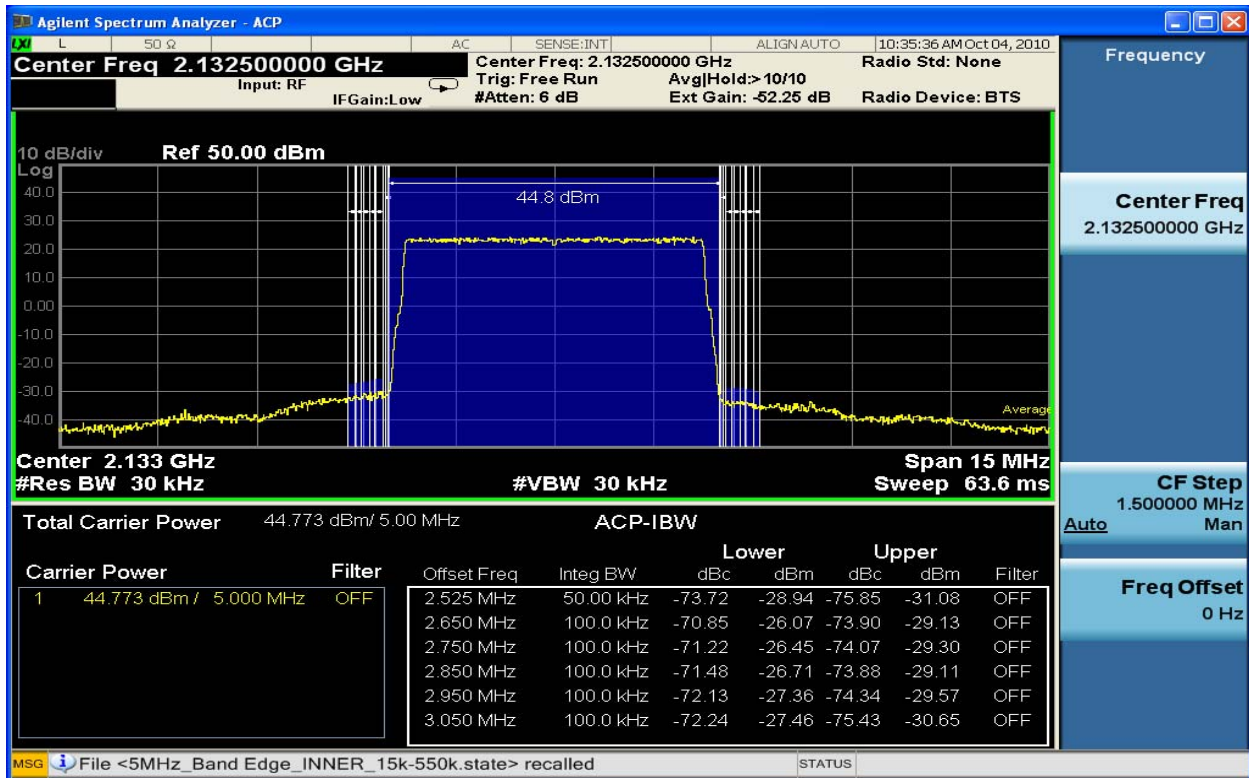 Agilent Spectrum Analyzer - ACP
LXI L 50 Ω AC SENSE:INT ALIGN AUTO 10:35:36 AM Oct 04, 2010
Center Freq 2.132500000 GHz
Input: RF
IFGain:Low
Center Freq: 2.132500000 GHz
Trig: Free Run
#Atten: 6 dB
Avg|Hold:> 10/10
Ext Gain: -52.25 dB
Radio Std: None
Radio Device: BTS
10 dB/div Ref 50.00 dBm
Log
40.0
30.0
20.0
10.0
0.00
-10.0
-20.0
-30.0
-40.0
44.8 dBm
Average
Center 2.133 GHz Span 15 MHz
#Res BW 30 kHz #VBW 30 kHz Sweep 63.6 ms
Total Carrier Power 44.773 dBm/ 5.00 MHz ACP-IBW
Lower Upper
Carrier Power Filter
1 44.773 dBm / 5.000 MHz OFF
Offset Freq Integ BW dBc dBm dBc dBm Filter
2.525 MHz 50.00 kHz -73.72 -28.94 -75.85 -31.08 OFF
2.650 MHz 100.0 kHz -70.85 -26.07 -73.90 -29.13 OFF
2.750 MHz 100.0 kHz -71.22 -26.45 -74.07 -29.30 OFF
2.850 MHz 100.0 kHz -71.48 -26.71 -73.88 -29.11 OFF
2.950 MHz 100.0 kHz -72.13 -27.36 -74.34 -29.57 OFF
3.050 MHz 100.0 kHz -72.24 -27.46 -75.43 -30.65 OFF
MSG File <5MHz_Band Edge_INNER_15k-550k.state> recalled STATUS
Frequency
Center Freq
2.132500000 GHz
CF Step
1.500000 MHz
Auto Man
Freq Offset
0 Hz